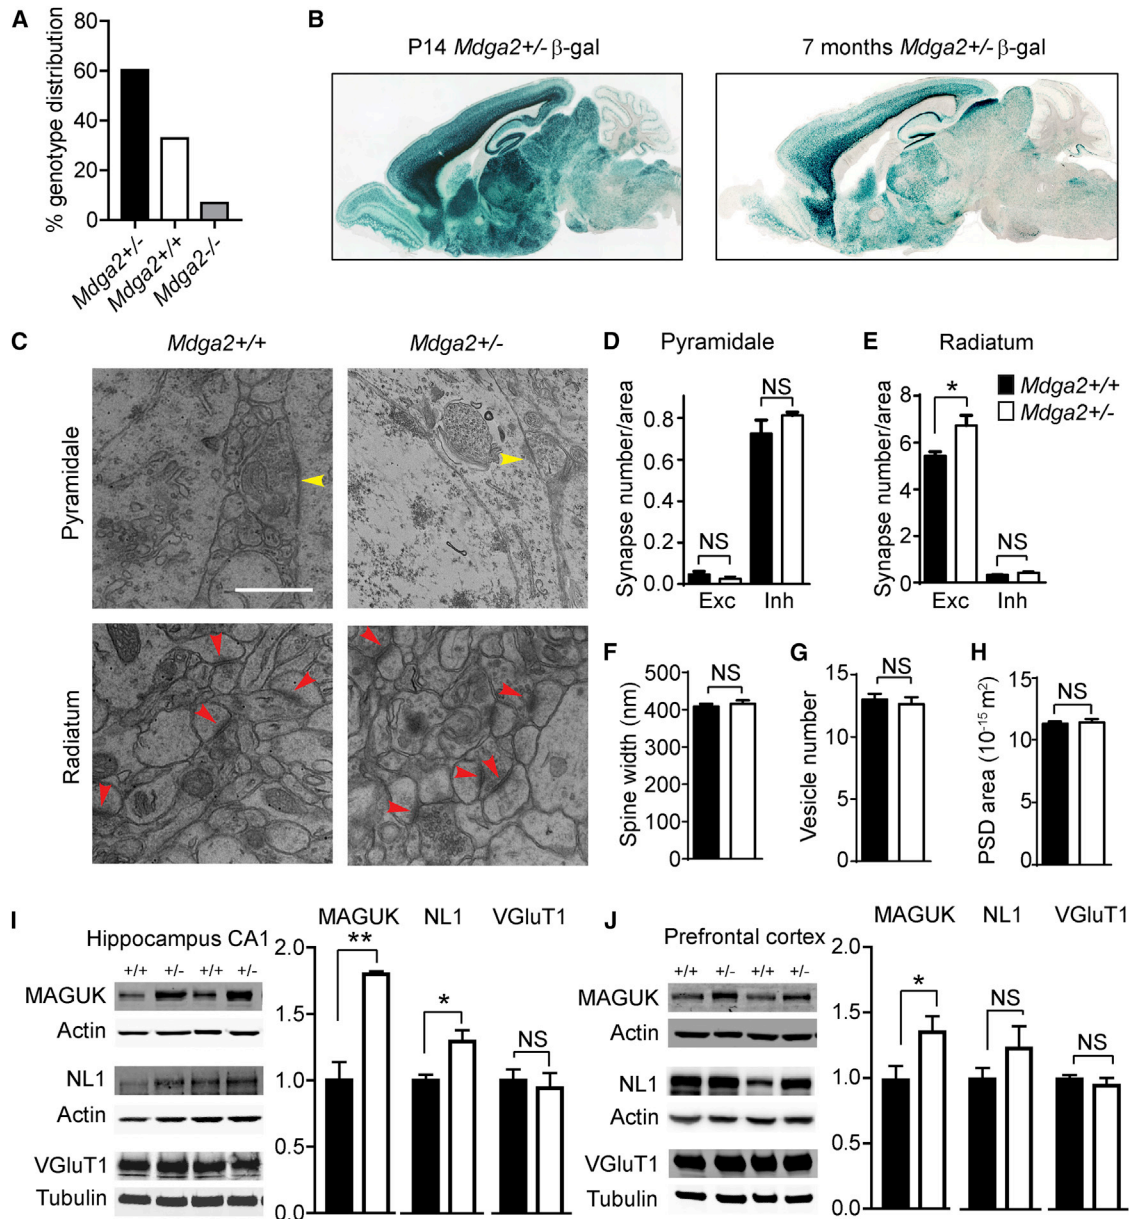 A
80
60
40
20
0
% genotype distribution
Mdga2+/-
Mdga2+/+
Mdga2-/-
B
P14 Mdga2+/- β-gal
7 months Mdga2+/- β-gal
C
Mdga2+/+
Mdga2+/-
Pyramidale
Radiatum
D
Pyramidale
Synapse number/area
0.8
0.6
0.4
0.2
0.0
NS
NS
Exc
Inh
E
Radiatum
Synapse number/area
8
6
4
2
0
*
NS
Exc
Inh
Mdga2+/+
Mdga2+/-
F
Spine width (nm)
500
400
300
200
100
0
NS
G
Vesicle number
15
10
5
0
NS
H
PSD area (10⁻¹⁵ m²)
15
10
5
0
NS
I
Hippocampus CA1
+/+ +/- +/+ +/-
MAGUK
Actin
NL1
Actin
VGluT1
Tubulin
MAGUK NL1 VGluT1
2.0
1.5
1.0
0.5
0.0
**
*
NS
J
Prefrontal cortex
+/+ +/- +/+ +/-
MAGUK
Actin
NL1
Actin
VGluT1
Tubulin
MAGUK NL1 VGluT1
2.0
1.5
1.0
0.5
0.0
*
NS
NS